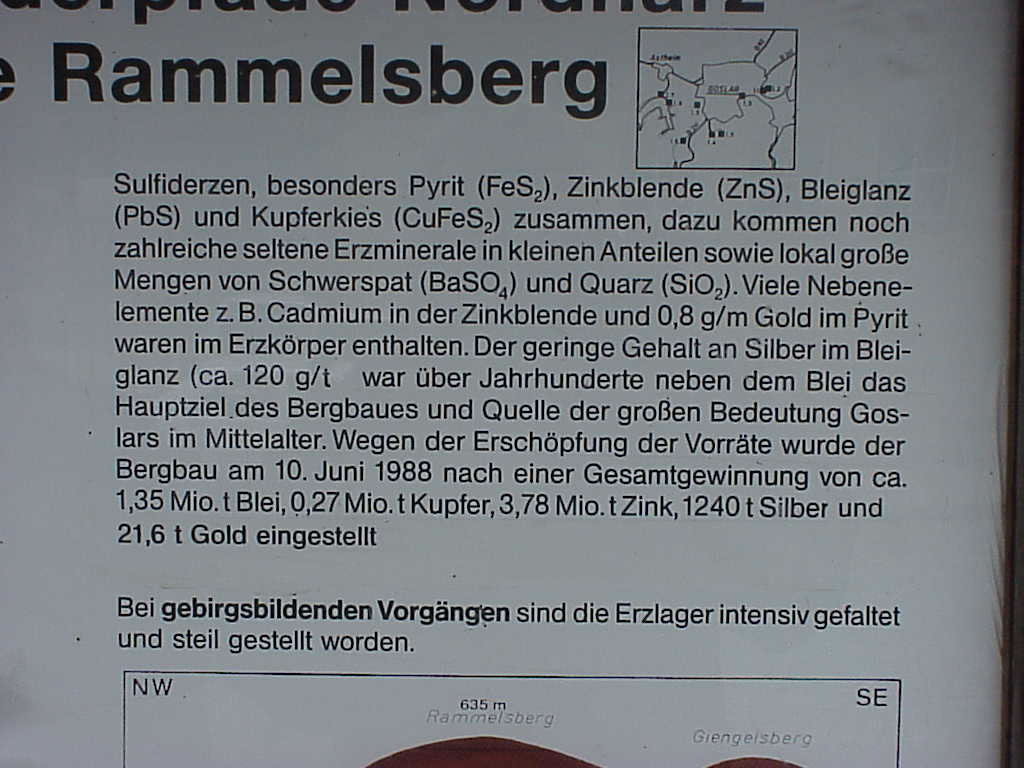 Nordharz
Rammelsberg
Astheim
GOSLAR
Sulfiderzen, besonders Pyrit (FeS₂), Zinkblende (ZnS), Bleiglanz
(PbS) und Kupferkies (CuFeS₂) zusammen, dazu kommen noch
zahlreiche seltene Erzminerale in kleinen Anteilen sowie lokal große
Mengen von Schwerspat (BaSO₄) und Quarz (SiO₂). Viele Nebene-
lemente z. B. Cadmium in der Zinkblende und 0,8 g/m Gold im Pyrit
waren im Erzkörper enthalten. Der geringe Gehalt an Silber im Blei-
glanz (ca. 120 g/t war über Jahrhunderte neben dem Blei das
Hauptziel des Bergbaues und Quelle der großen Bedeutung Gos-
lars im Mittelalter. Wegen der Erschöpfung der Vorräte wurde der
Bergbau am 10. Juni 1988 nach einer Gesamtgewinnung von ca.
1,35 Mio. t Blei, 0,27 Mio. t Kupfer, 3,78 Mio. t Zink, 1240 t Silber und
21,6 t Gold eingestellt
Bei gebirgsbildenden Vorgängen sind die Erzlager intensiv gefaltet
und steil gestellt worden.
NW
SE
635 m
Rammelsberg
Giengelsberg